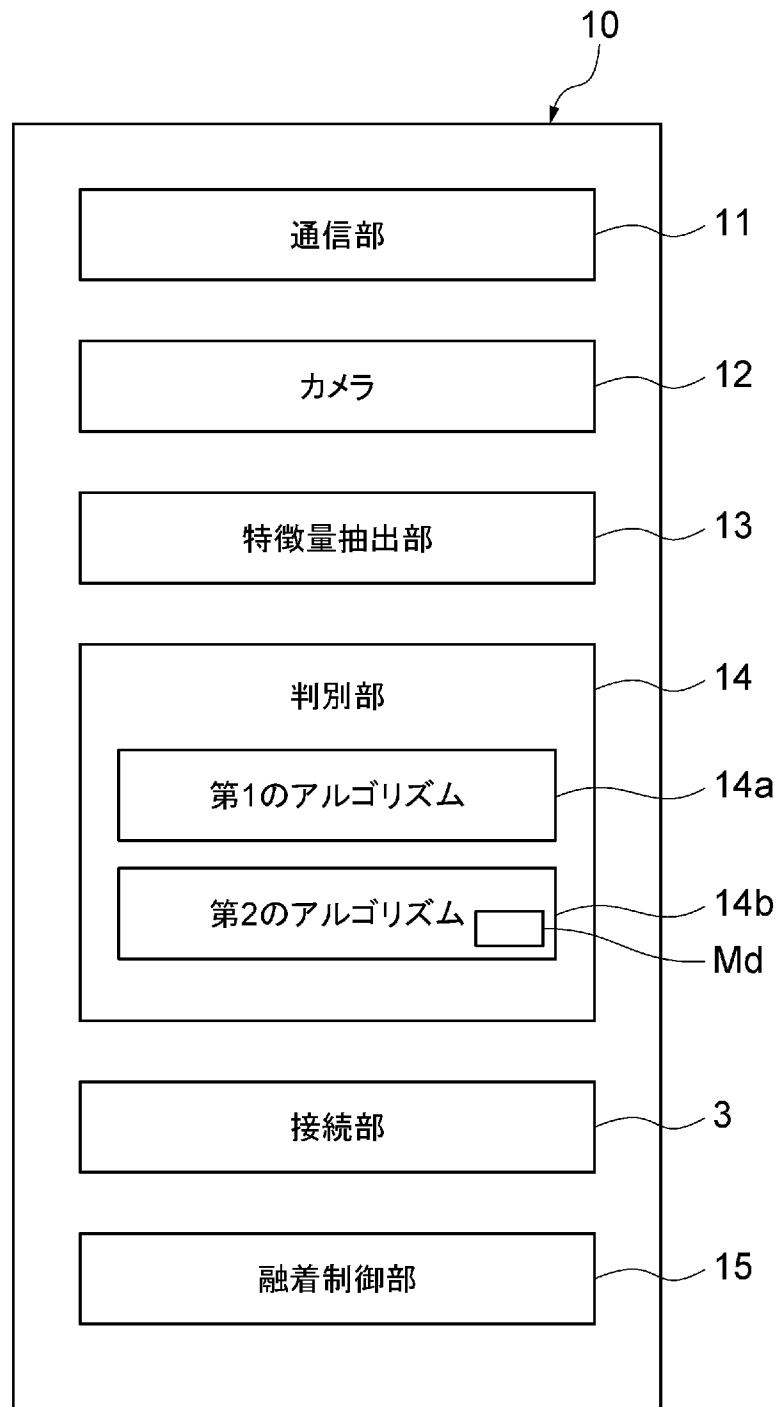 10
通信部
11
カメラ
12
特徴量抽出部
13
判別部
14
第1のアルゴリズム
14a
第2のアルゴリズム
14b
Md
接続部
3
融着制御部
15